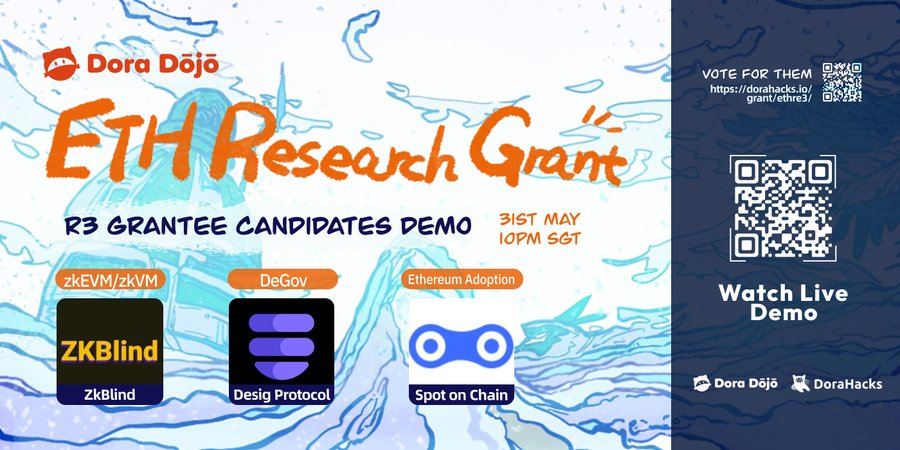 Dora Dōjō
ETH Research Grant
R3 GRANTEE CANDIDATES DEMO
31ST MAY
10PM SGT
zkEVM/zkVM
DeGov
Ethereum Adoption
ZKBlind
ZkBlind
Desig Protocol
Spot on Chain
VOTE FOR THEM
https://dorahacks.io/
grant/ethre3/
Watch Live
Demo
Dora Dōjō
DoraHacks